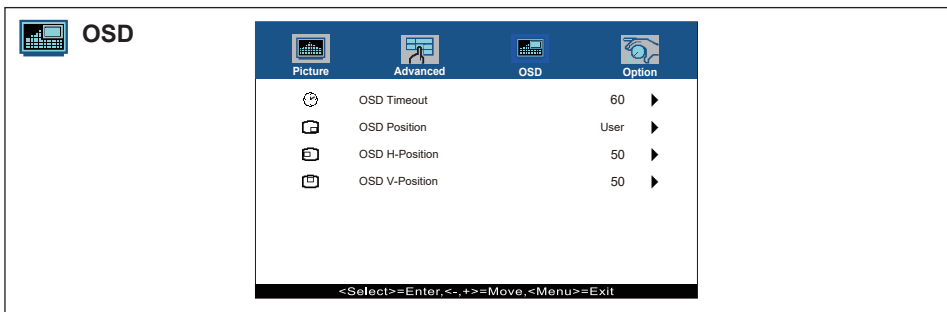 OSD
Picture Advanced OSD Option
OSD Timeout 60
OSD Position User
OSD H-Position 50
OSD V-Position 50
<Select>=Enter,<-,+>=Move,<Menu>=Exit